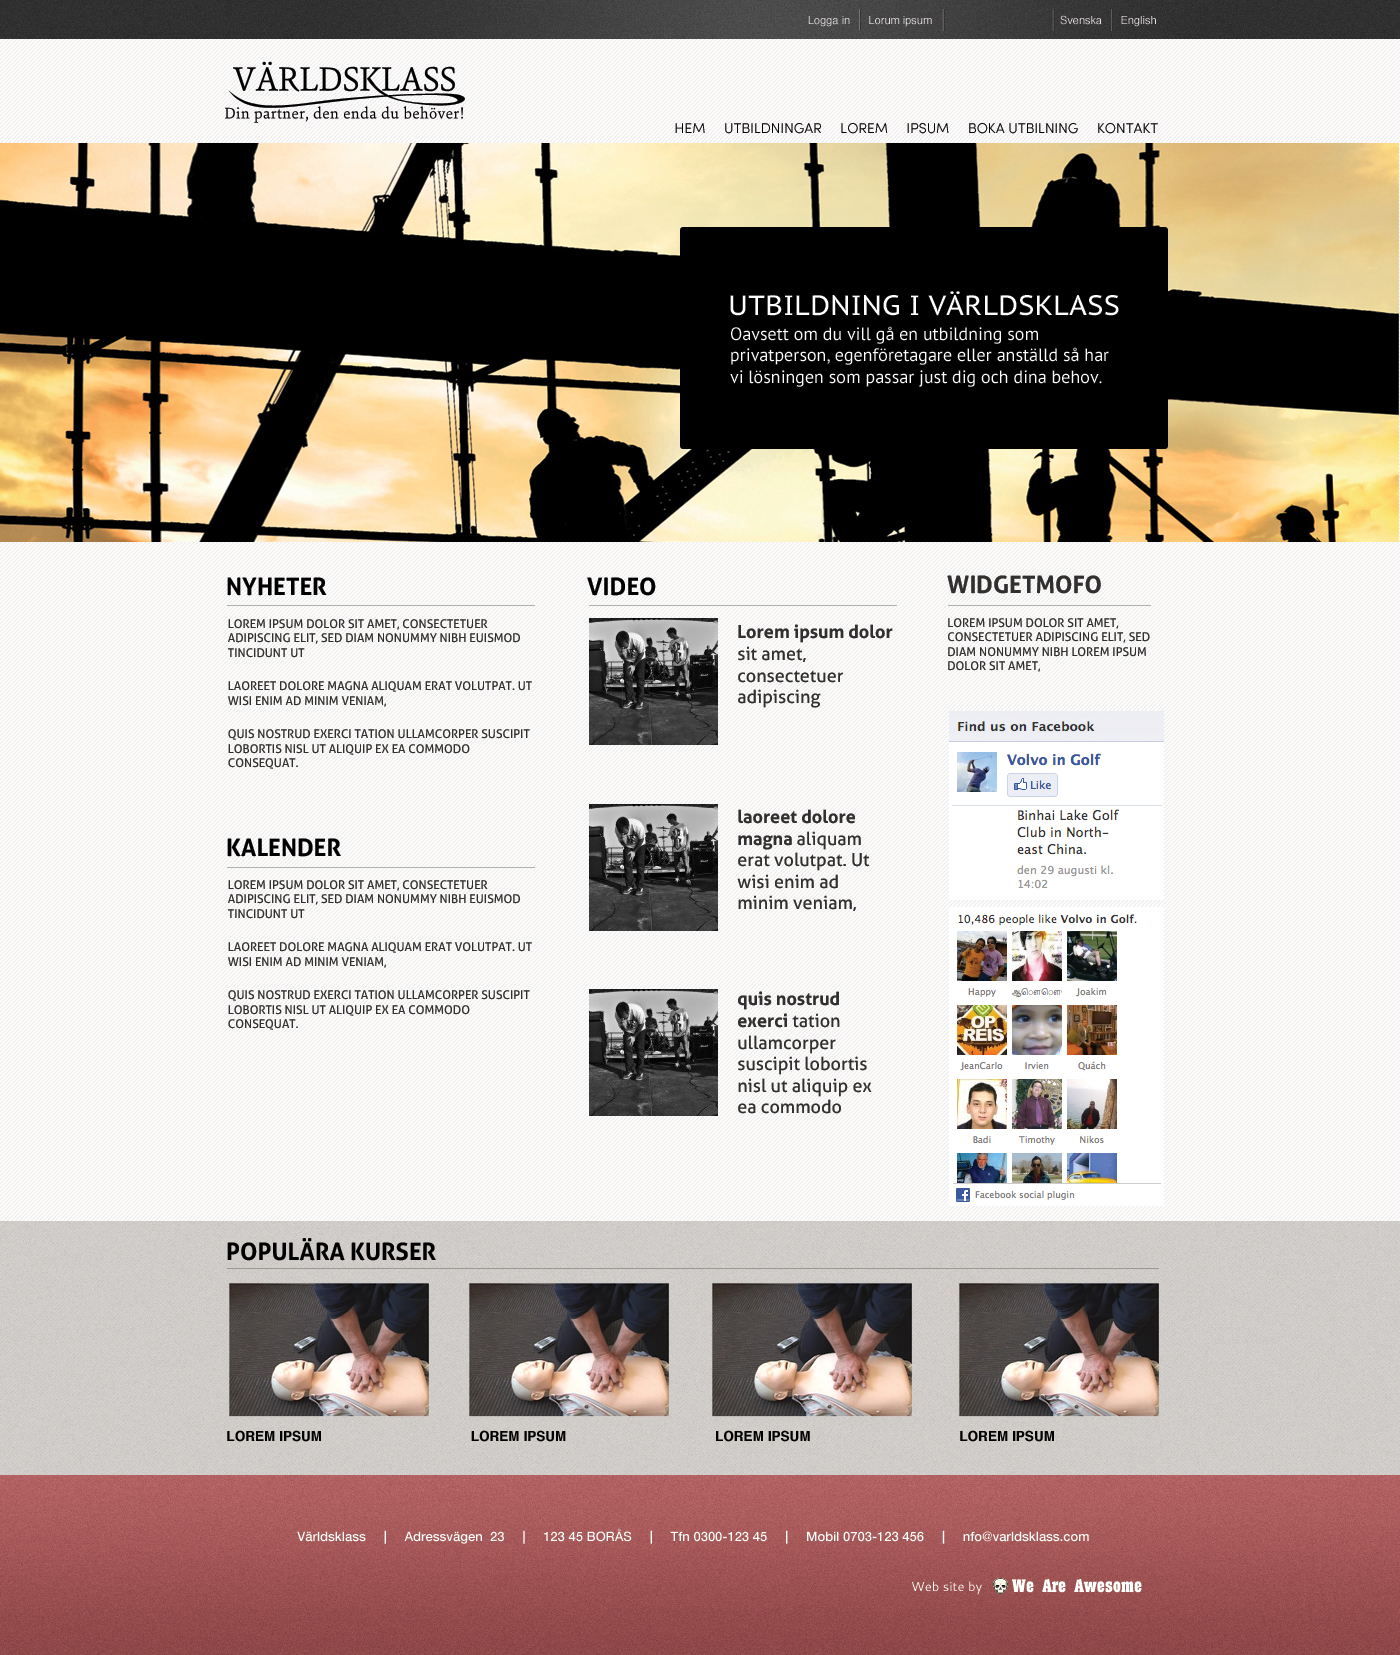 Logga in
Lorum ipsum
Svenska
English
VÄRLDSKLASS
Din partner, den enda du behöver!
HEM
UTBILDNINGAR
LOREM
IPSUM
BOKA UTBILNING
KONTAKT
UTBILDNING I VÄRLDSKLASS
Oavsett om du vill gå en utbildning som
privatperson, egenföretagare eller anställd så har
vi lösningen som passar just dig och dina behov.
NYHETER
LOREM IPSUM DOLOR SIT AMET, CONSECTETUER
ADIPISCING ELIT, SED DIAM NONUMMY NIBH EUISMOD
TINCIDUNT UT
LAOREET DOLORE MAGNA ALIQUAM ERAT VOLUTPAT. UT
WISI ENIM AD MINIM VENIAM,
QUIS NOSTRUD EXERCI TATION ULLAMCORPER SUSCIPIT
LOBORTIS NISL UT ALIQUIP EX EA COMMODO
CONSEQUAT.
KALENDER
LOREM IPSUM DOLOR SIT AMET, CONSECTETUER
ADIPISCING ELIT, SED DIAM NONUMMY NIBH EUISMOD
TINCIDUNT UT
LAOREET DOLORE MAGNA ALIQUAM ERAT VOLUTPAT. UT
WISI ENIM AD MINIM VENIAM,
QUIS NOSTRUD EXERCI TATION ULLAMCORPER SUSCIPIT
LOBORTIS NISL UT ALIQUIP EX EA COMMODO
CONSEQUAT.
VIDEO
Lorem ipsum dolor
sit amet,
consectetuer
adipiscing
laoreet dolore
magna aliquam
erat volutpat. Ut
wisi enim ad
minim veniam,
quis nostrud
exerci tation
ullamcorper
suscipit lobortis
nisl ut aliquip ex
ea commodo
WIDGETMOFO
LOREM IPSUM DOLOR SIT AMET,
CONSECTETUER ADIPISCING ELIT, SED
DIAM NONUMMY NIBH LOREM IPSUM
DOLOR SIT AMET,
Find us on Facebook
Volvo in Golf
Like
Binhai Lake Golf
Club in North-
east China.
den 29 augusti kl.
14:02
10,486 people like Volvo in Golf.
Happy
Joakim
OP
REIS
JeanCarlo
Irvien
Quách
Badi
Timothy
Nikos
Facebook social plugin
POPULÄRA KURSER
LOREM IPSUM
LOREM IPSUM
LOREM IPSUM
LOREM IPSUM
Världsklass | Adressvägen 23 | 123 45 BORÅS | Tfn 0300-123 45 | Mobil 0703-123 456 | nfo@varldsklass.com
Web site by We Are Awesome